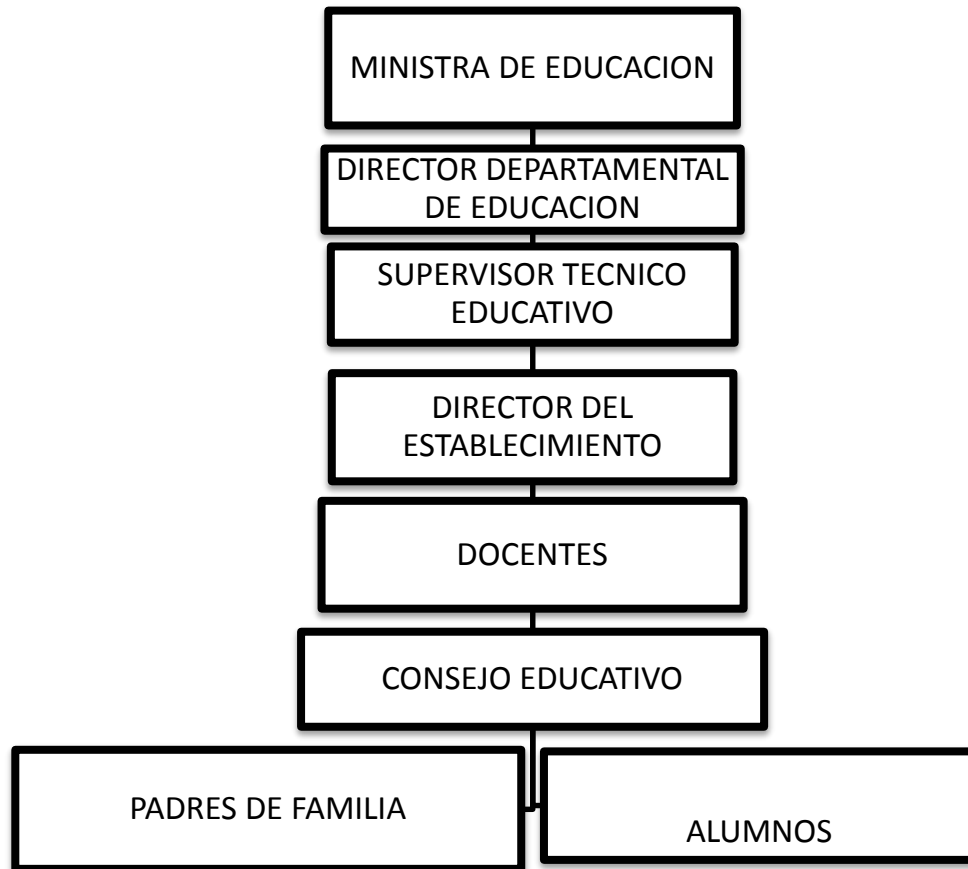 MINISTRA DE EDUCACION
DIRECTOR DEPARTAMENTAL
DE EDUCACION
SUPERVISOR TECNICO
EDUCATIVO
DIRECTOR DEL
ESTABLECIMIENTO
DOCENTES
CONSEJO EDUCATIVO
PADRES DE FAMILIA
ALUMNOS